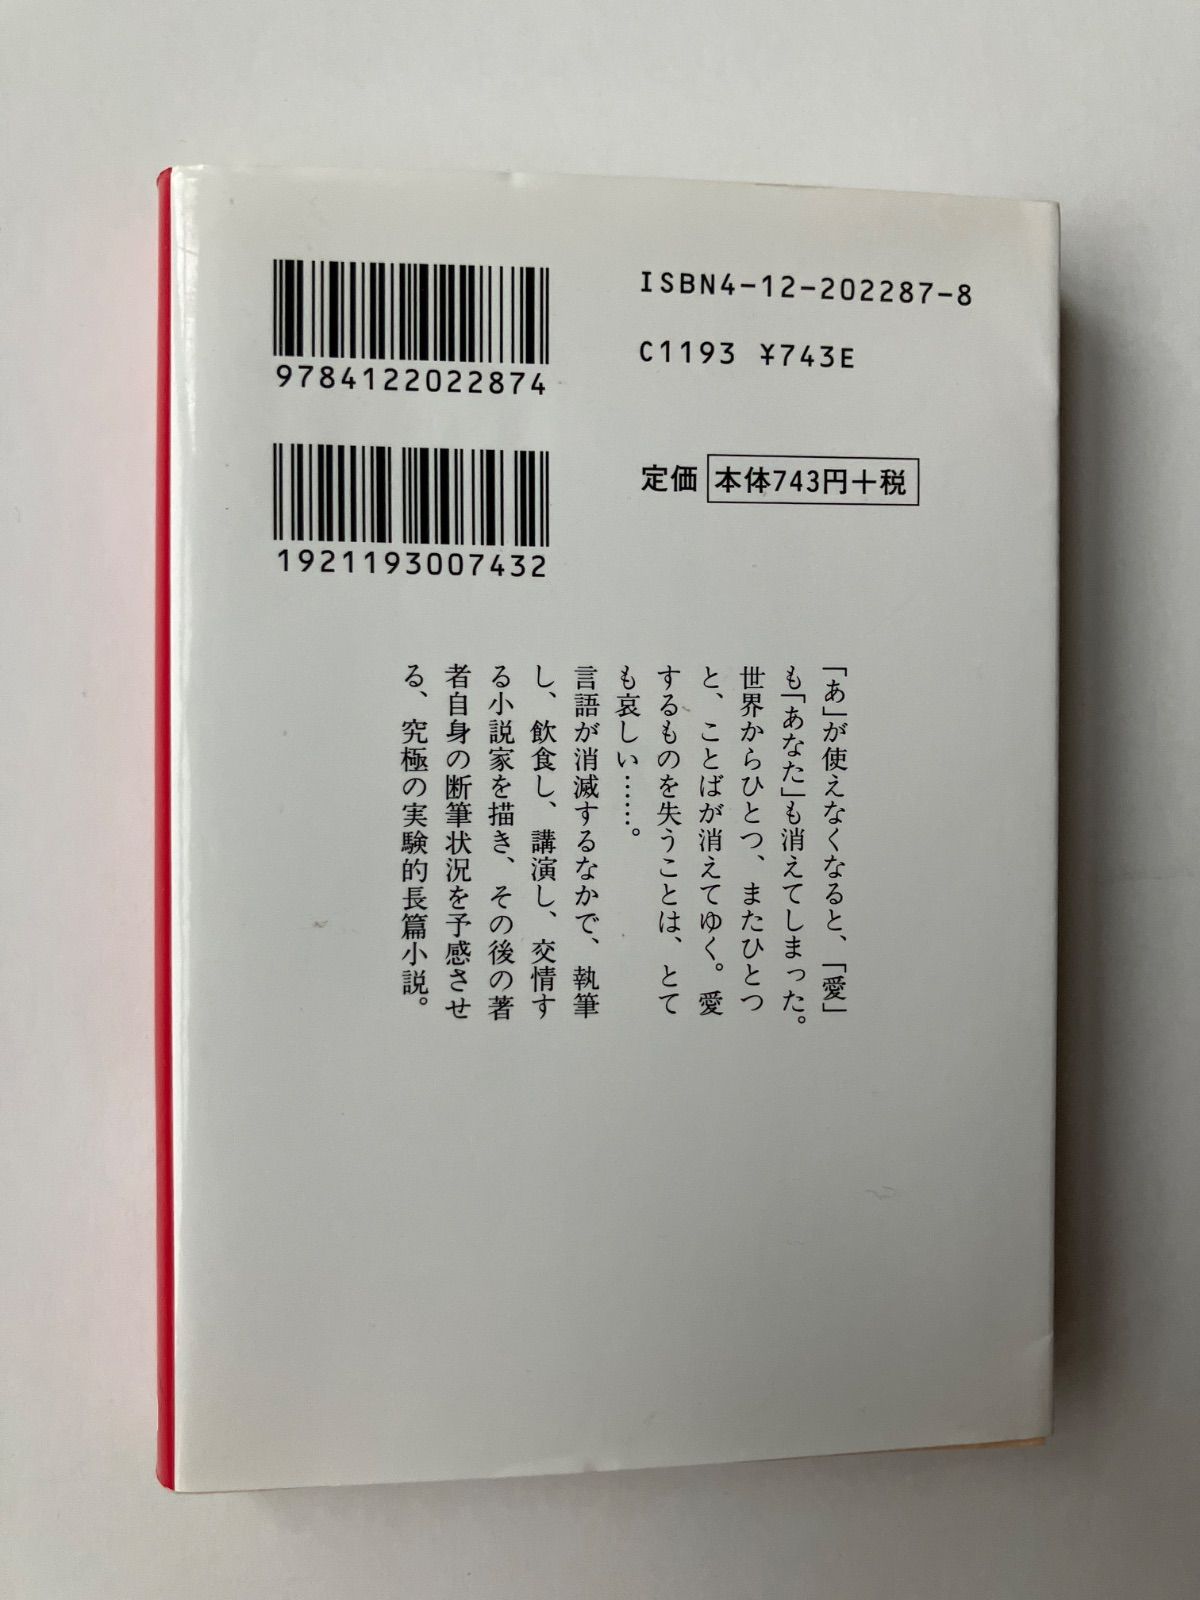 9784122022874
1921193007432
ISBN4-12-202287-8
C1193 ¥743E
定価 本体743円+税
「あ」が使えなくなると、「愛」
も「あなた」も消えてしまった。
世界からひとつ、またひとつ
と、ことばが消えてゆく。愛
するものを失うことは、とて
も哀しい……。
言語が消滅するなかで、執筆
し、飲食し、講演し、交情す
る小説家を描き、その後の著
者自身の断筆状況を予感させ
る、究極の実験的長篇小説。